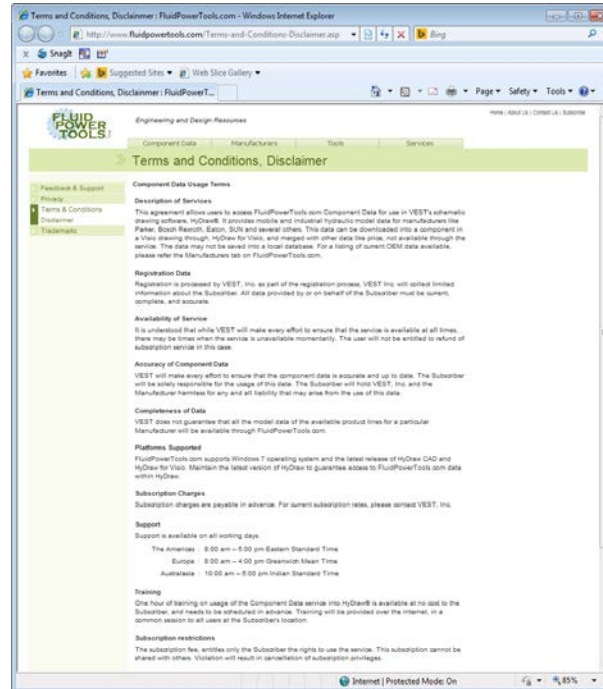 Terms and Conditions, Disclainmer : FluidPowerTools.com - Windows Internet Explorer
http://www.fluidpowertools.com/Terms-and-Conditions-Disclaimer.asp
Bing
x SnagIt
Favorites Suggested Sites Web Slice Gallery
Terms and Conditions, Disclainmer : FluidPowerT...
Page Safety Tools
FLUID POWER TOOLS
Engineering and Design Resources
Home | About Us | Contact Us | Subscribe
Component Data Manufacturers Tools Services
Terms and Conditions, Disclaimer
Feedback & Support
Privacy
Terms & Conditions
Disclaimer
Trademarks
Component Data Usage Terms
Description of Services
This agreement allows users to access FluidPowerTools.com Component Data for use in VEST's schematic
drawing software, HyDraw®. It provides mobile and industrial hydraulic model data for manufacturers like
Parker, Bosch Rexroth, Eaton, SUN and several others. This data can be downloaded into a component in
a Visio drawing through, HyDraw for Visio, and merged with other data like price, not available through the
service. The data may not be saved into a local database. For a listing of current OEM data available,
please refer the Manufacturers tab on FluidPowerTools.com.
Registration Data
Registration is processed by VEST, Inc. as part of the registration process, VEST Inc. will collect limited
information about the Subscriber. All data provided by or on behalf of the Subscriber must be current,
complete, and accurate.
Availability of Service
It is understood that while VEST will make every effort to ensure that the service is available at all times,
there may be times when the service is unavailable momentarily. The user will not be entitled to refund of
subscription service in this case.
Accuracy of Component Data
VEST will make every effort to ensure that the component data is accurate and up to date. The Subscriber
will be solely responsible for the usage of this data. The Subscriber will hold VEST, Inc. and the
Manufacturer harmless for any and all liability that may arise from the use of this data.
Completeness of Data
VEST does not guarantee that all the model data of the available product lines for a particular
Manufacturer will be available through FluidPowerTools.com.
Platforms Supported
FluidPowerTools.com supports Windows 7 operating system and the latest release of HyDraw CAD and
HyDraw for Visio. Maintain the latest version of HyDraw to guarantee access to FluidPowerTools.com data
within HyDraw.
Subscription Charges
Subscription charges are payable in advance. For current subscription rates, please contact VEST, Inc.
Support
Support is available on all working days.
The Americas : 8:00 am – 5:00 pm Eastern Standard Time
Europe : 8:00 am – 4:00 pm Greenwich Mean Time
Australasia : 10:00 am – 5:00 pm Indian Standard Time
Training
One hour of training on usage of the Component Data service into HyDraw® is available at no cost to the
Subscriber, and needs to be scheduled in advance. Training will be provided over the internet, in a
common session to all users at the Subscriber's location.
Subscription restrictions
The subscription fee, entitles only the Subscriber the rights to use the service. This subscription cannot be
shared with others. Violation will result in cancellation of subscription privileges.
Internet | Protected Mode: On
85%